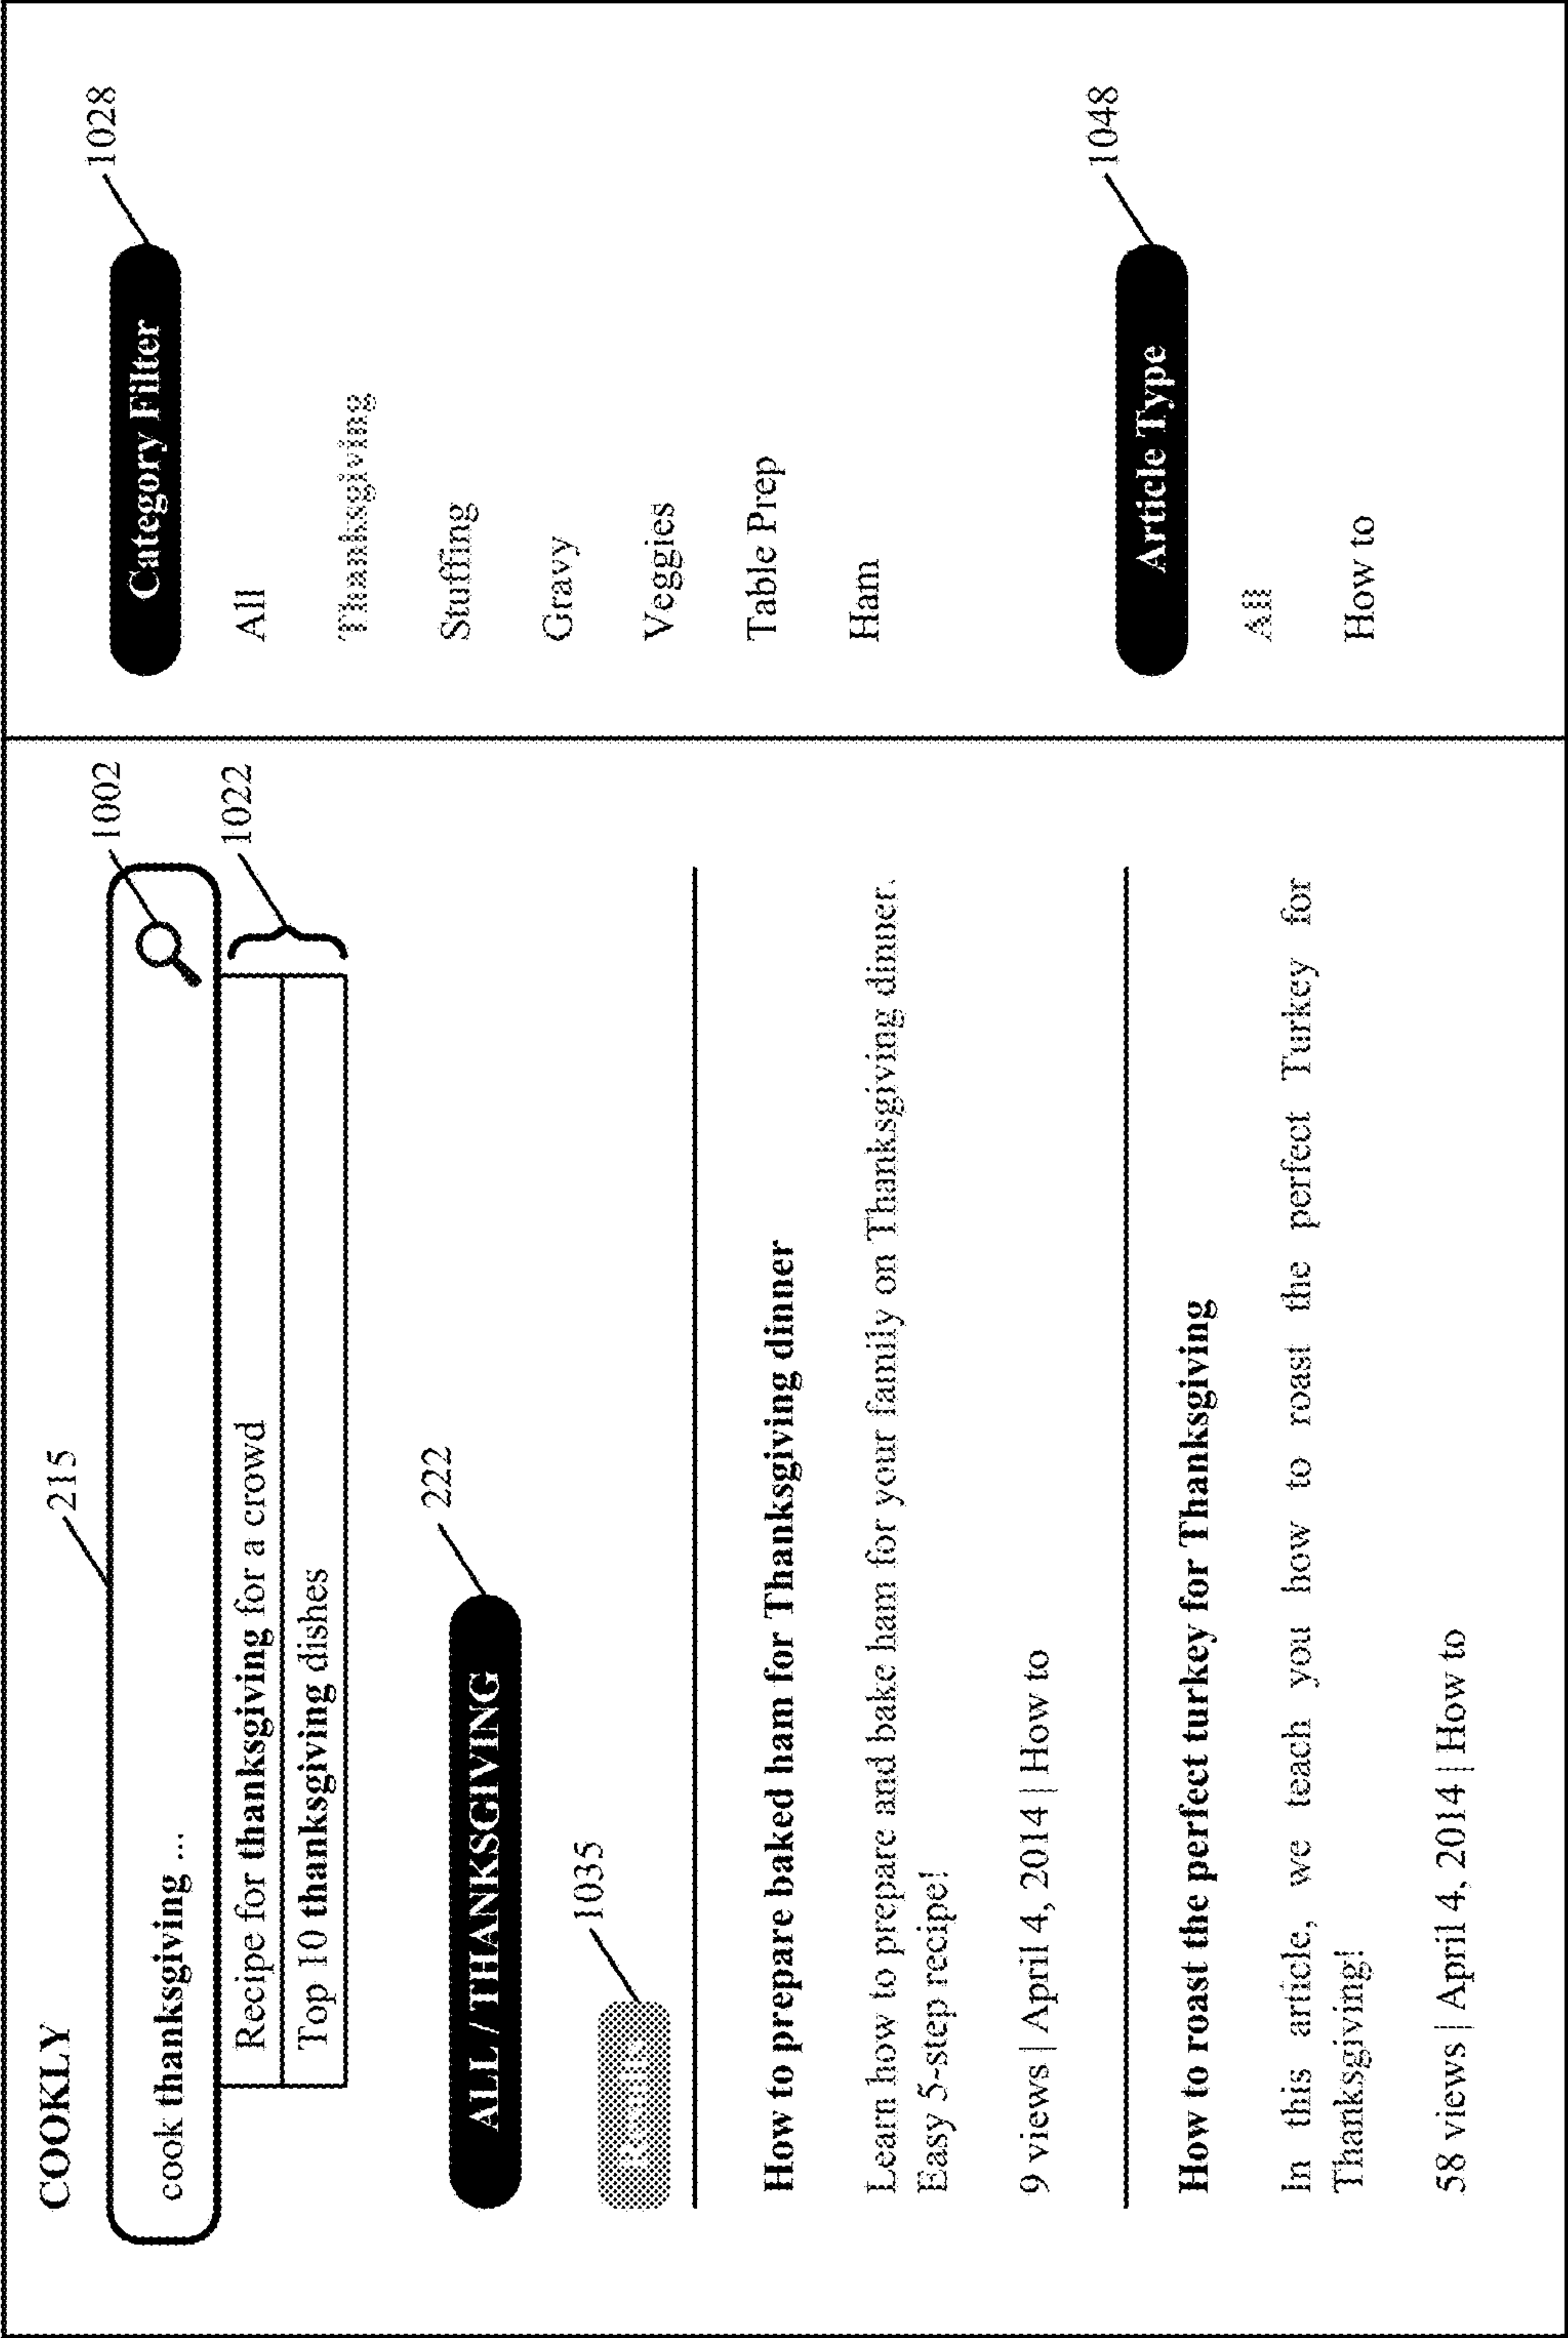 COOKLY
215
1002
cook thanksgiving ...
1022
Recipe for thanksgiving for a crowd
Top 10 thanksgiving dishes
222
ALL / THANKSGIVING
1035
Results
How to prepare baked ham for Thanksgiving dinner
Learn how to prepare and bake ham for your family on Thanksgiving dinner.
Easy 5-step recipe!
9 views | April 4, 2014 | How to
How to roast the perfect turkey for Thanksgiving
In this article, we teach you how to roast the perfect Turkey for
Thanksgiving!
58 views | April 4, 2014 | How to
1028
Category Filter
All
Thanksgiving
Stuffing
Gravy
Veggies
Table Prep
Ham
1048
Article Type
All
How to